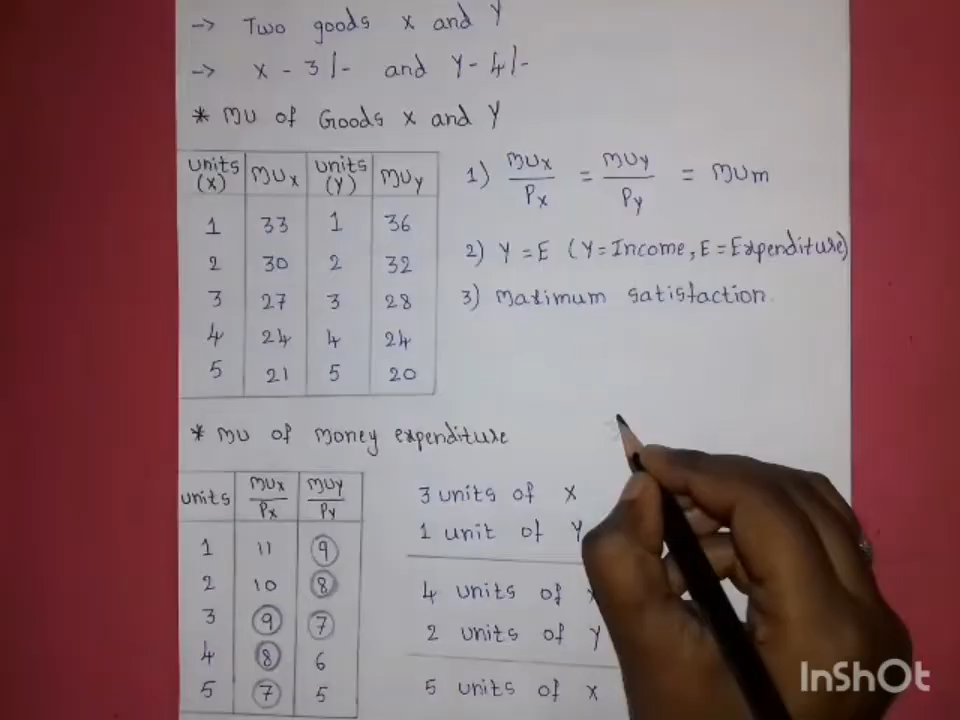 -> Two goods x and y
-> x - 3/- and y - 4/-
* MU of Goods x and y
units (x) MUx units (y) MUy
1 33 1 36
2 30 2 32
3 27 3 28
4 24 4 24
5 21 5 20
1) MUx/Px = MUy/Py = MUm
2) Y = E (Y = Income, E = Expenditure)
3) Maximum satisfaction.
* MU of Money expenditure
units MUx/Px MUy/Py
1 11 9
2 10 8
3 9 7
4 8 6
5 7 5
3 units of x
1 unit of y
4 units of x
2 units of y
5 units of x
InShOt